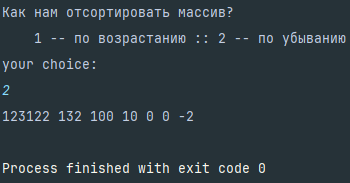 Как нам отсортировать массив?
1 -- по возрастанию :: 2 -- по убыванию
your choice:
2
123122 132 100 10 0 0 -2
Process finished with exit code 0